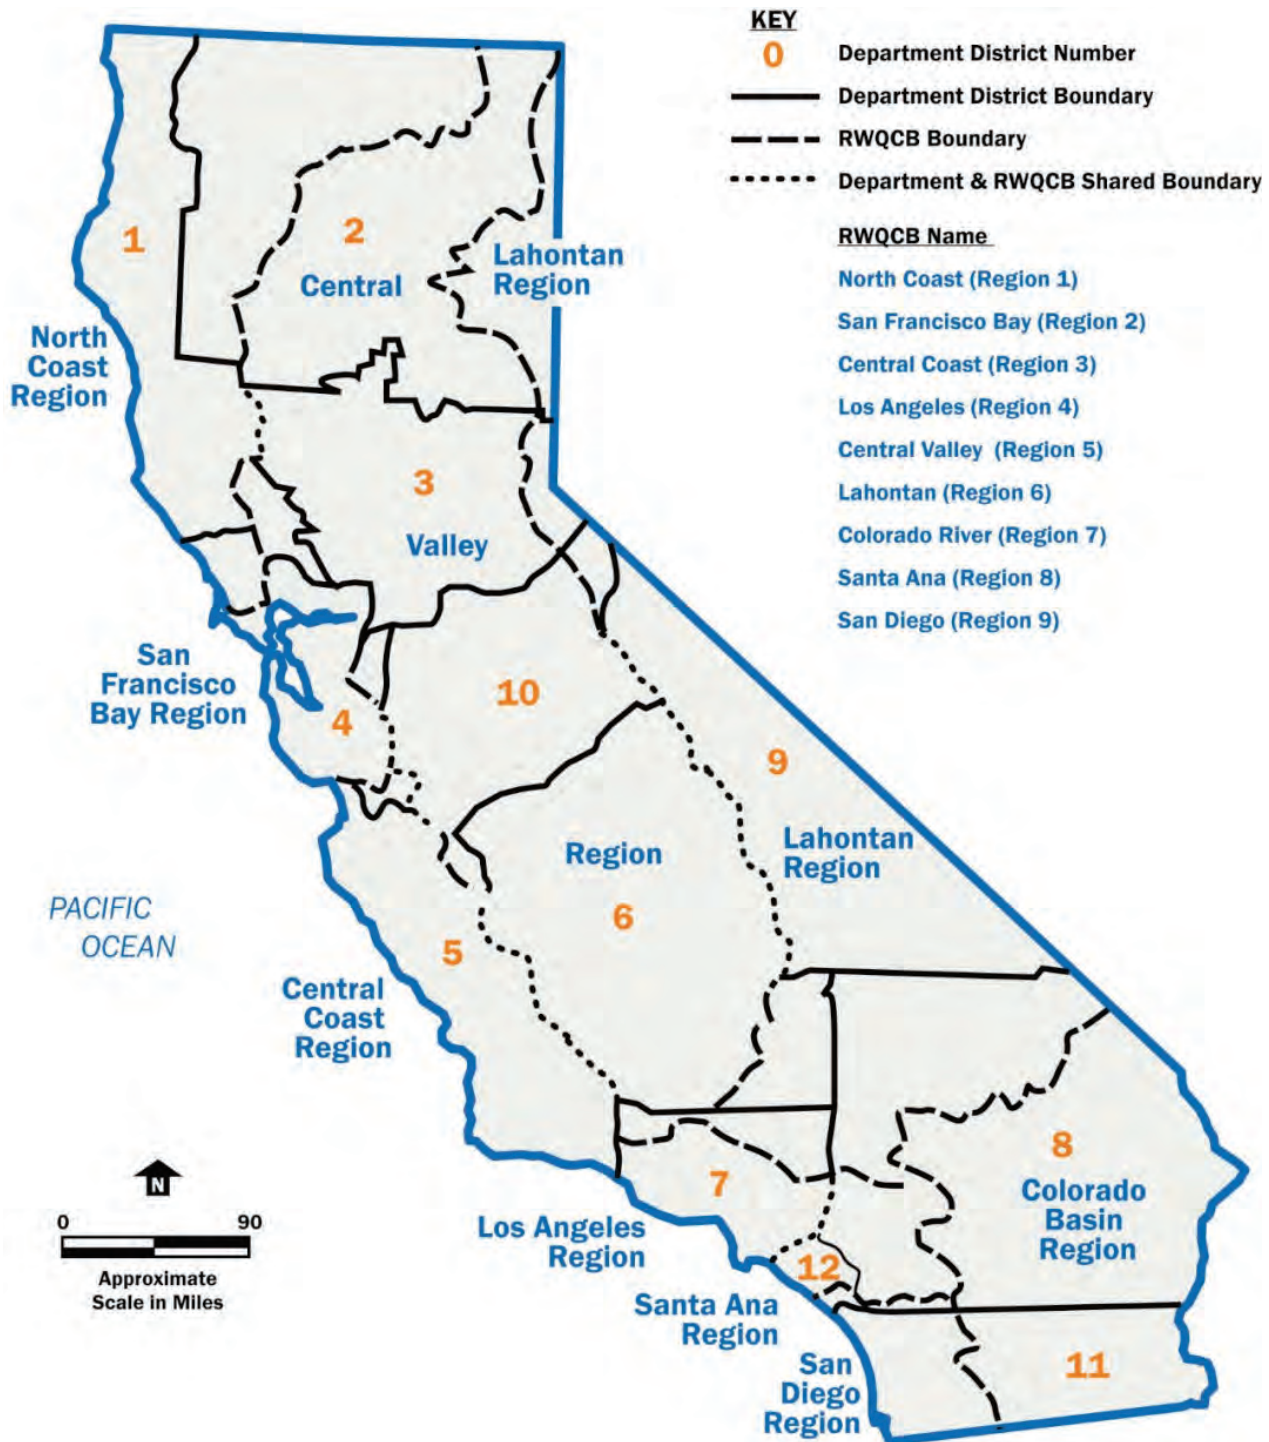 KEY
0 Department District Number
Department District Boundary
RWQCB Boundary
Department & RWQCB Shared Boundary
RWQCB Name
North Coast (Region 1)
San Francisco Bay (Region 2)
Central Coast (Region 3)
Los Angeles (Region 4)
Central Valley (Region 5)
Lahontan (Region 6)
Colorado River (Region 7)
Santa Ana (Region 8)
San Diego (Region 9)
1
2
Central
Lahontan
Region
North
Coast
Region
3
Valley
San
Francisco
Bay Region
4
10
9
Lahontan
Region
Region
6
PACIFIC
OCEAN
5
Central
Coast
Region
8
Colorado
Basin
Region
7
Los Angeles
Region
12
Santa Ana
Region
San
Diego
Region
11
N
0 90
Approximate
Scale in Miles